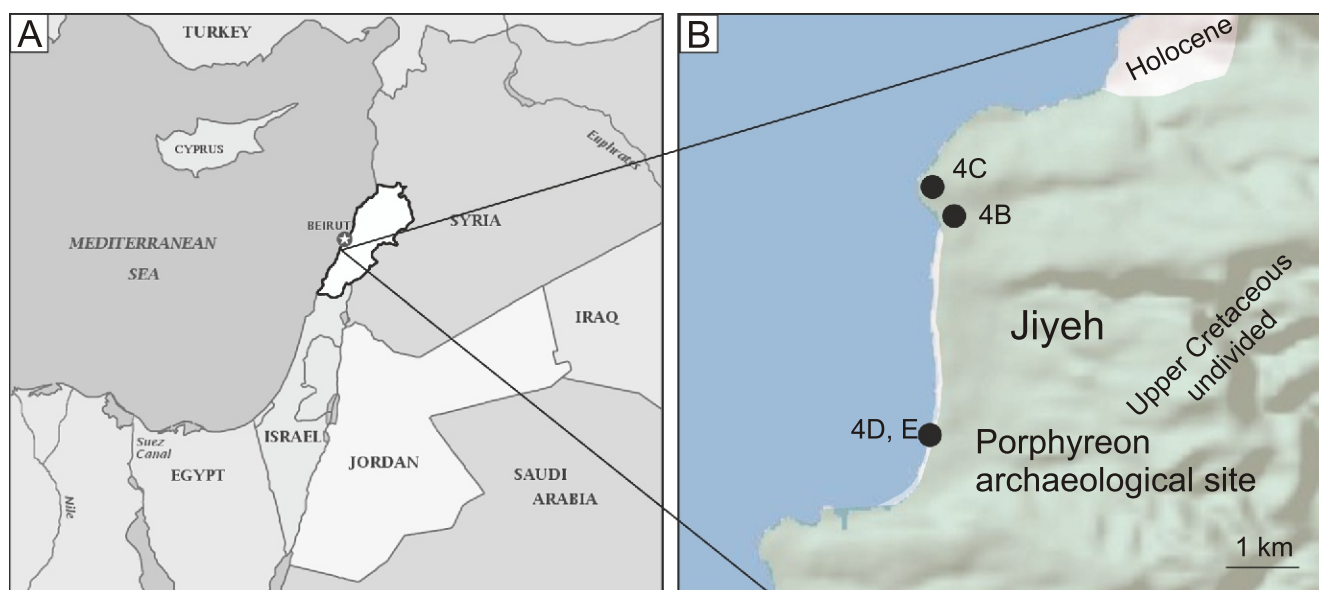 A
TURKEY
CYPRUS
Euphrates
BEIRUT
SYRIA
MEDITERRANEAN
SEA
IRAQ
Suez
Canal
ISRAEL
JORDAN
EGYPT
SAUDI
ARABIA
Nile
B
Holocene
4C
4B
Jiyeh
Upper Cretaceous
undivided
4D, E
Porphyreon
archaeological site
1 km